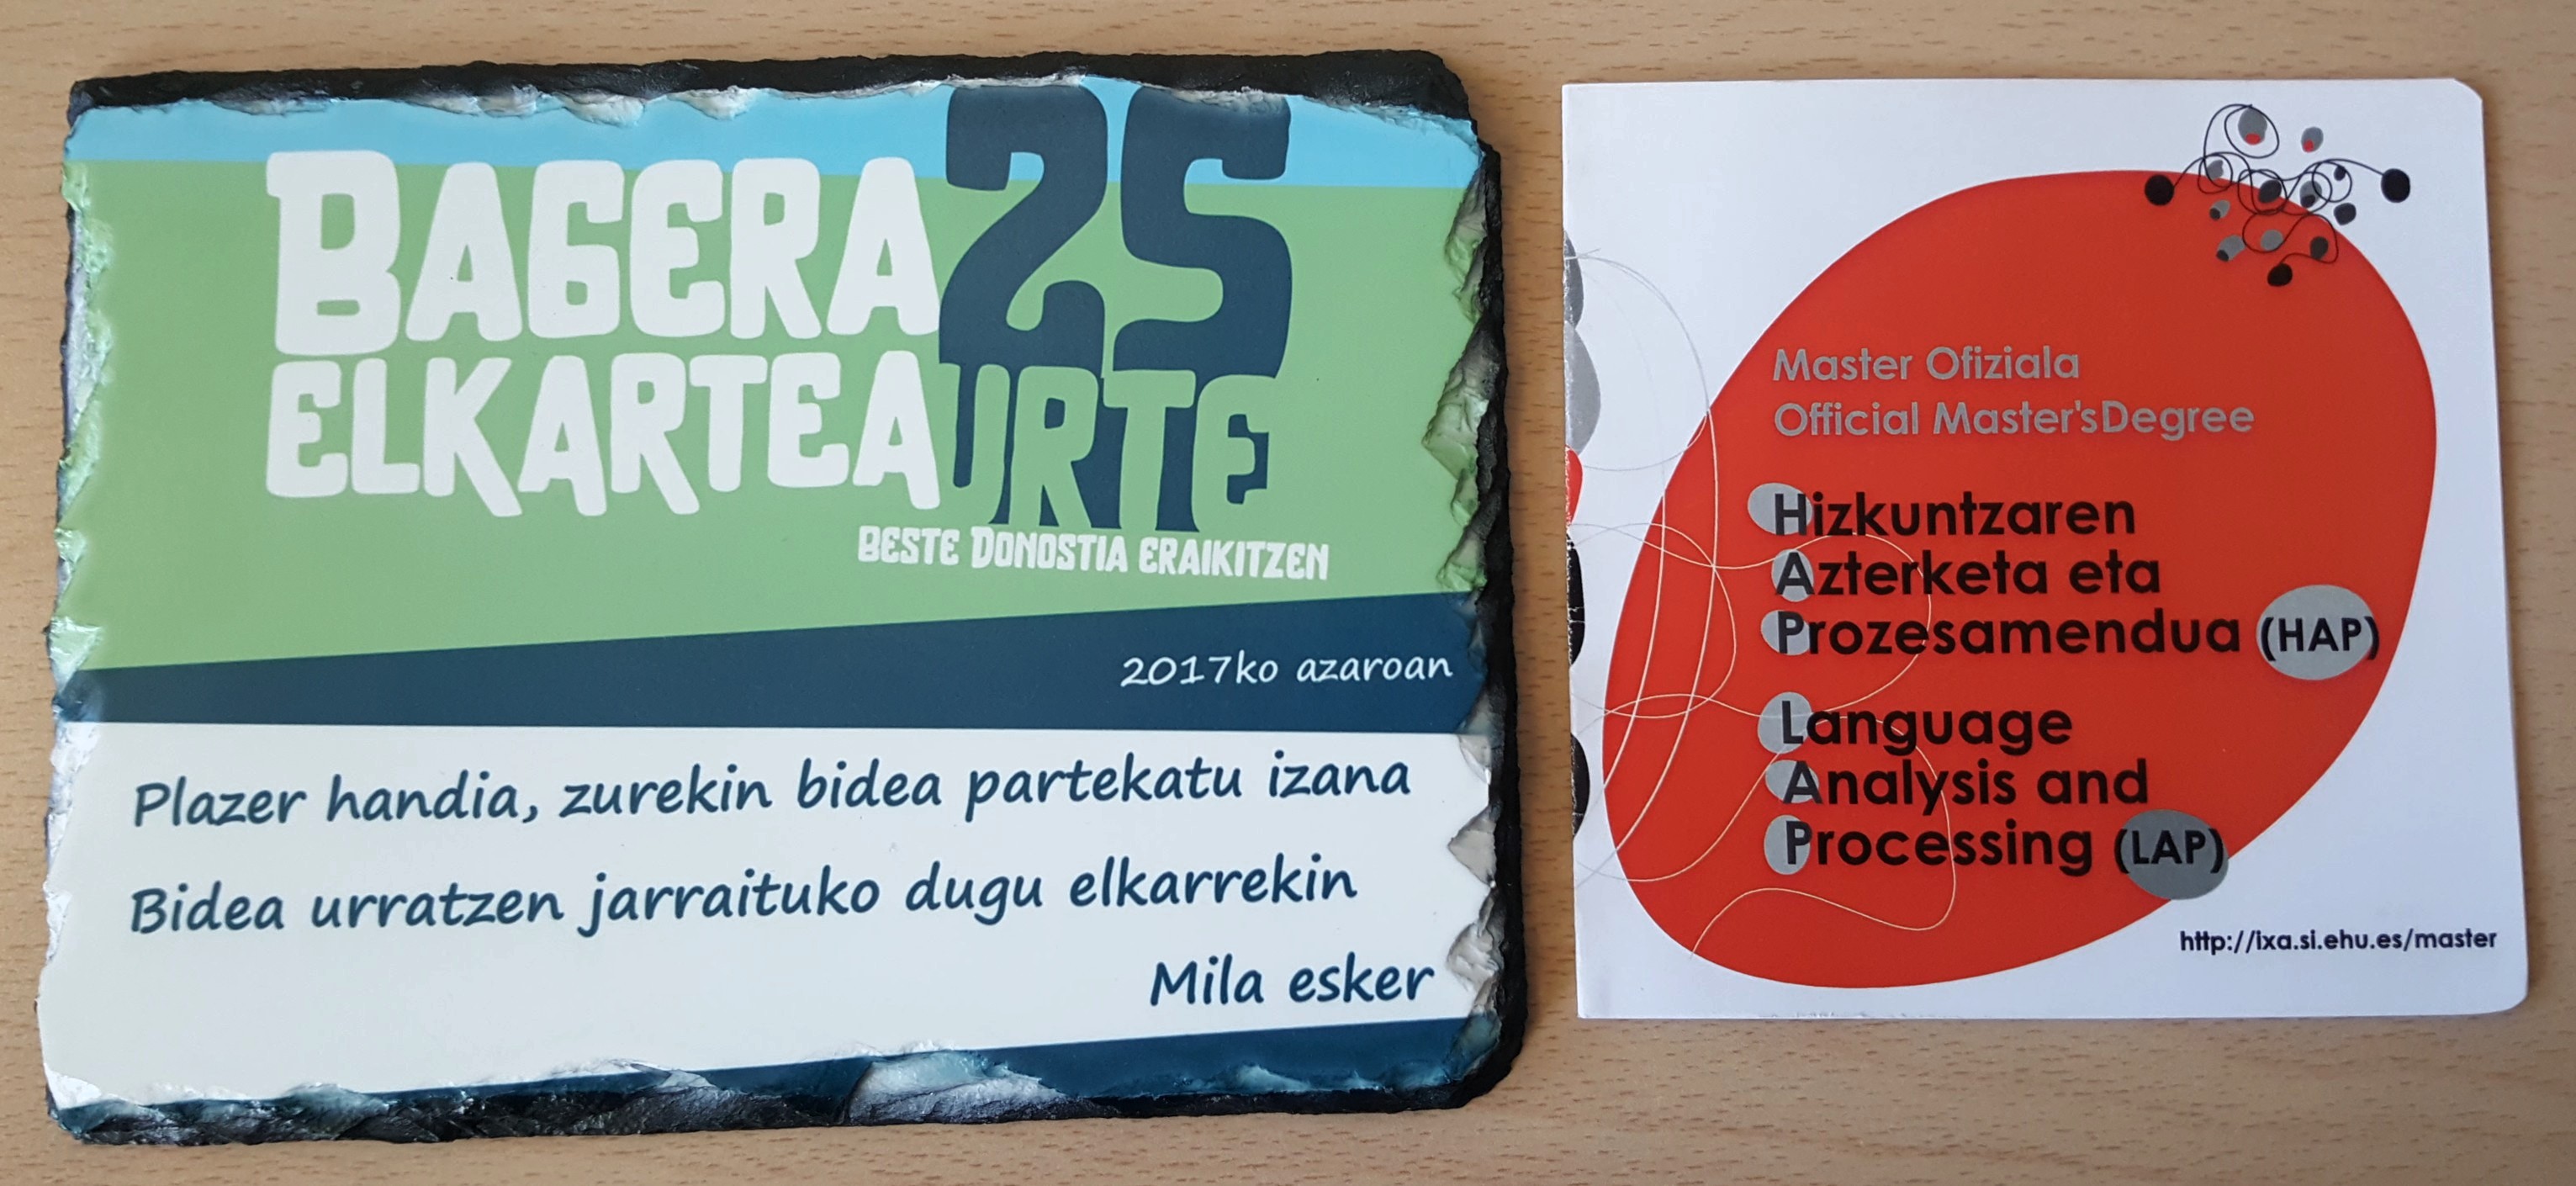 BAGERA 25
ELKARTEA URTE
BESTE DONOSTIA ERAIKITZEN
2017ko azaroan
Plazer handia, zurekin bidea partekatu izana
Bidea urratzen jarraituko dugu elkarrekin
Mila esker
Master Ofiziala
Official Master'sDegree
Hizkuntzaren
Azterketa eta
Prozesamendua (HAP)
Language
Analysis and
Processing (LAP)
http://ixa.si.ehu.es/master